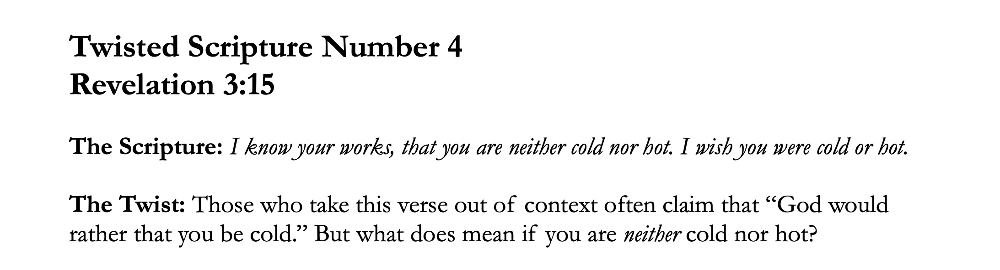 Twisted Scripture Number 4
Revelation 3:15
The Scripture: I know your works, that you are neither cold nor hot. I wish you were cold or hot.
The Twist: Those who take this verse out of context often claim that “God would
rather that you be cold.” But what does mean if you are neither cold nor hot?